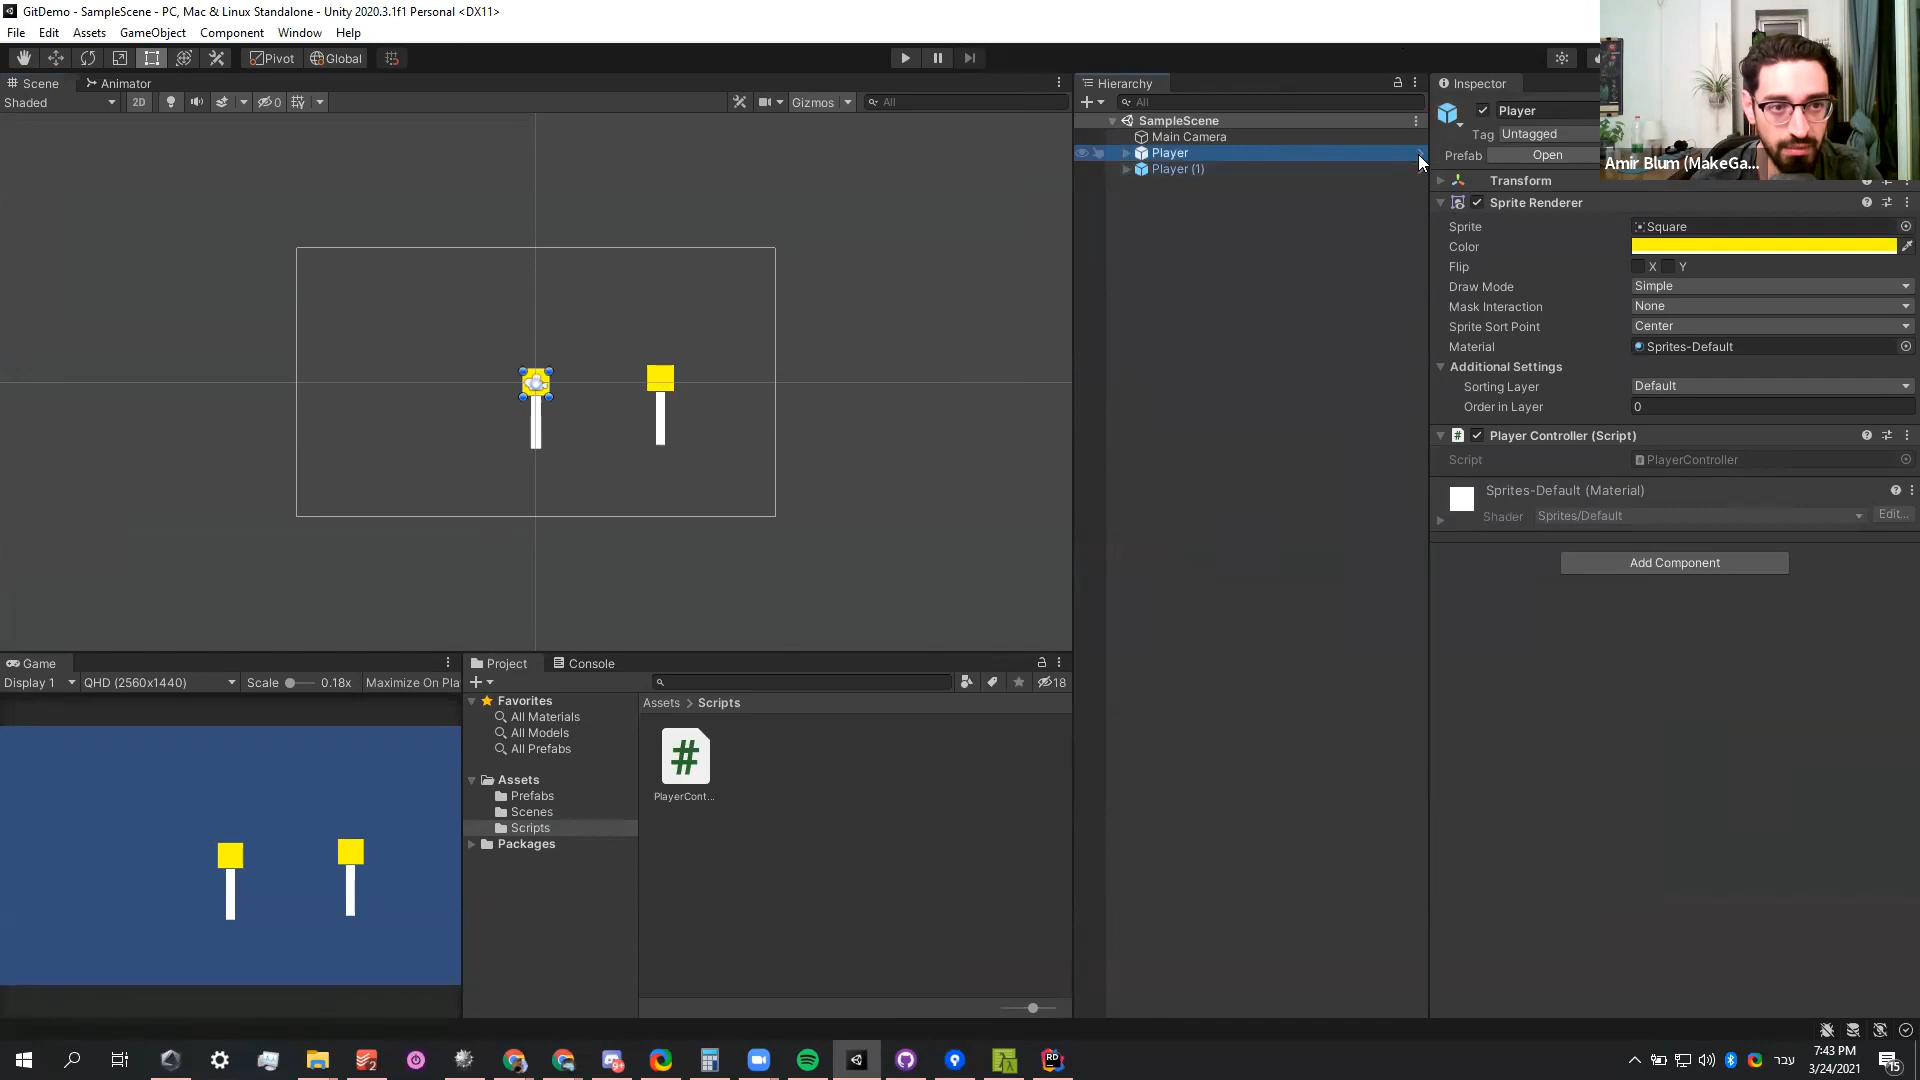 GitDemo - SampleScene - PC, Mac & Linux Standalone - Unity 2020.3.1f1 Personal <DX11>
File Edit Assets GameObject Component Window Help
Pivot Global
Scene Animator
Shaded 2D 0 Gizmos All
Hierarchy
All
SampleScene
Main Camera
Player
Player (1)
Inspector
Player
Tag Untagged
Prefab Open
Amir Blum (MakeGa...
Transform
Sprite Renderer
Sprite Square
Color
Flip X Y
Draw Mode Simple
Mask Interaction None
Sprite Sort Point Center
Material Sprites-Default
Additional Settings
Sorting Layer Default
Order in Layer 0
# Player Controller (Script)
Script PlayerController
Sprites-Default (Material)
Shader Sprites/Default Edit...
Add Component
Game
Display 1 QHD (2560x1440) Scale 0.18x Maximize On Pla
Project Console
18
Favorites
All Materials
All Models
All Prefabs
Assets
Prefabs
Scenes
Scripts
Packages
Assets > Scripts
#
PlayerCont...
2
9+
RD
עבר
7:43 PM
3/24/2021
15